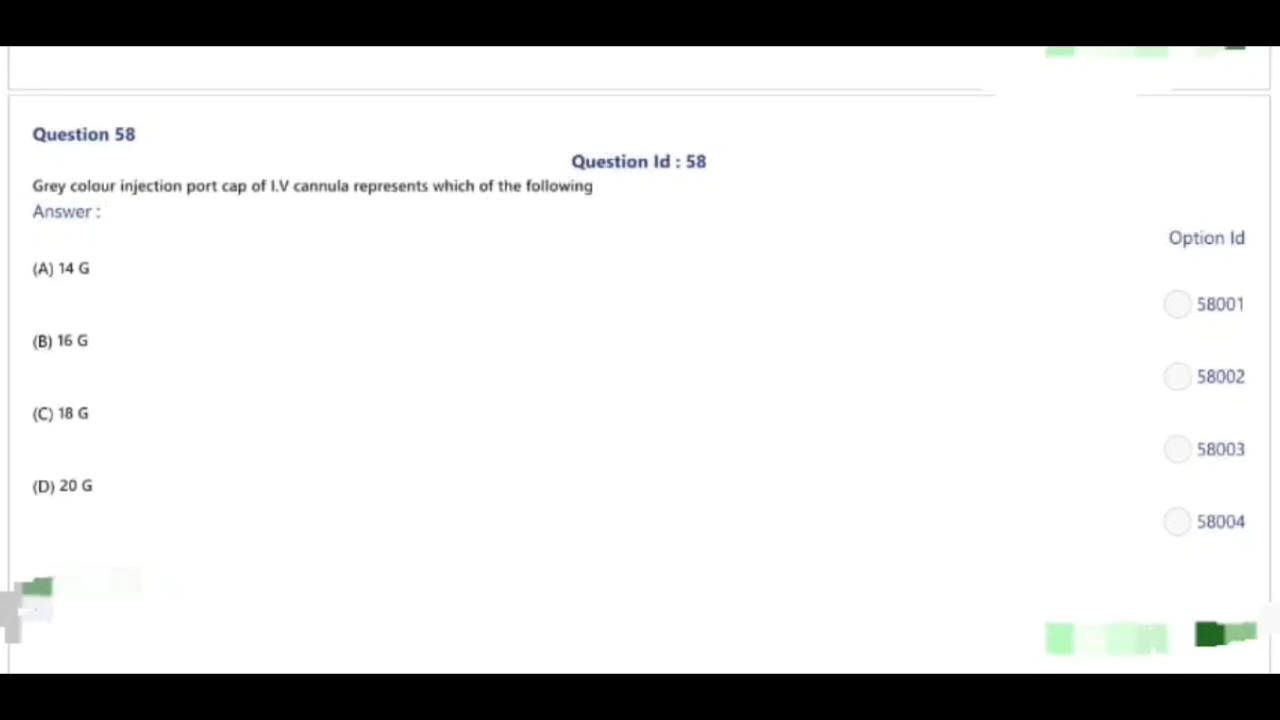 Question 58
Question Id : 58
Grey colour injection port cap of I.V cannula represents which of the following
Answer :
Option Id
(A) 14 G
58001
(B) 16 G
58002
(C) 18 G
58003
(D) 20 G
58004